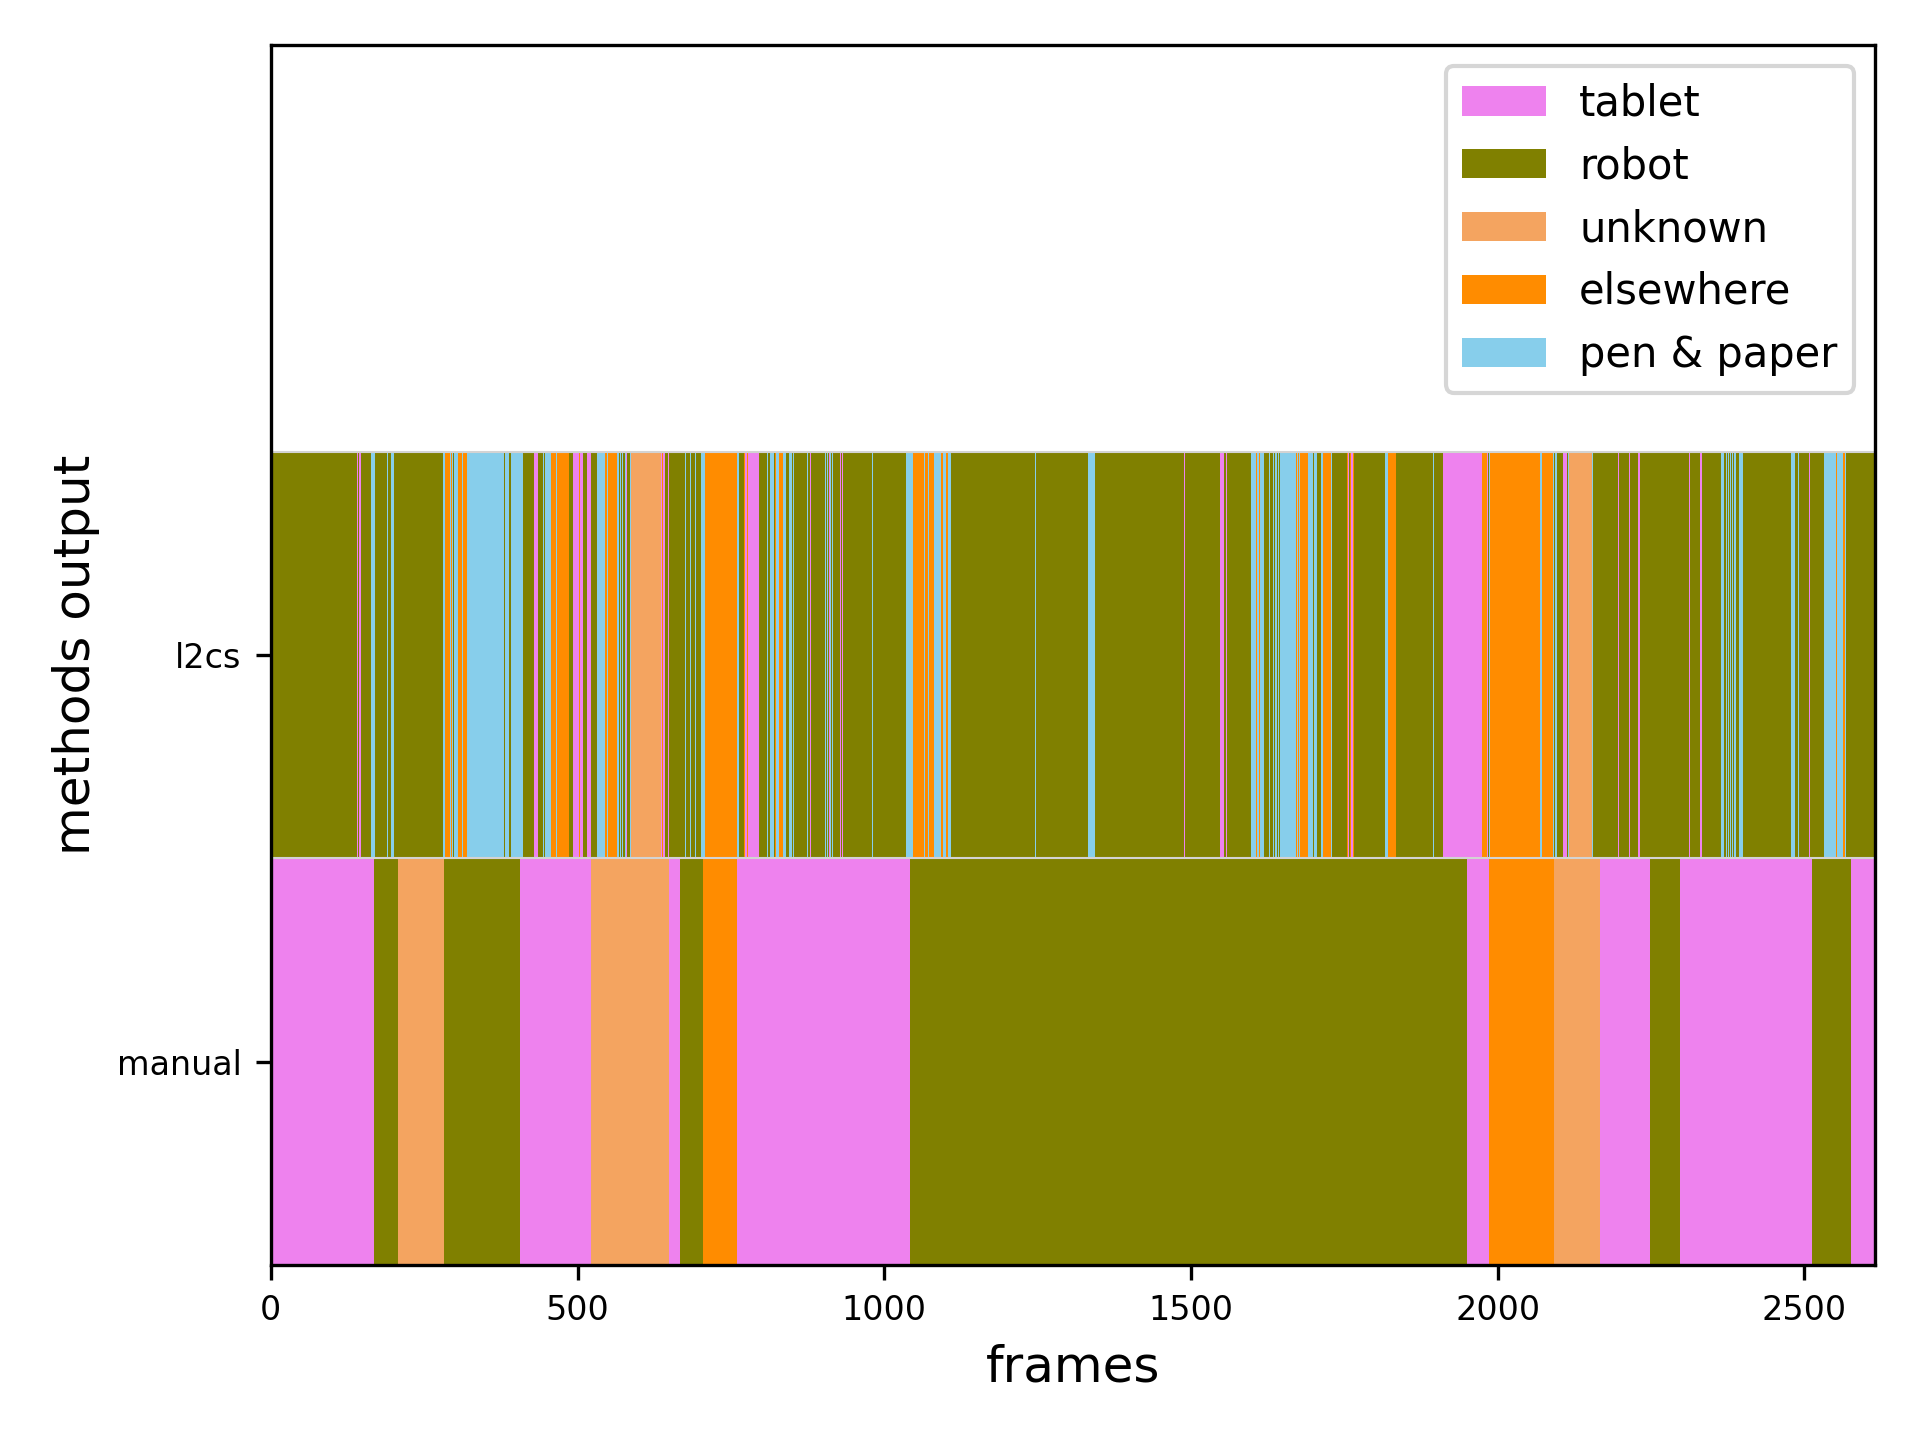 tablet
robot
unknown
elsewhere
pen & paper
methods output
l2cs
manual
0 500 1000 1500 2000 2500
frames